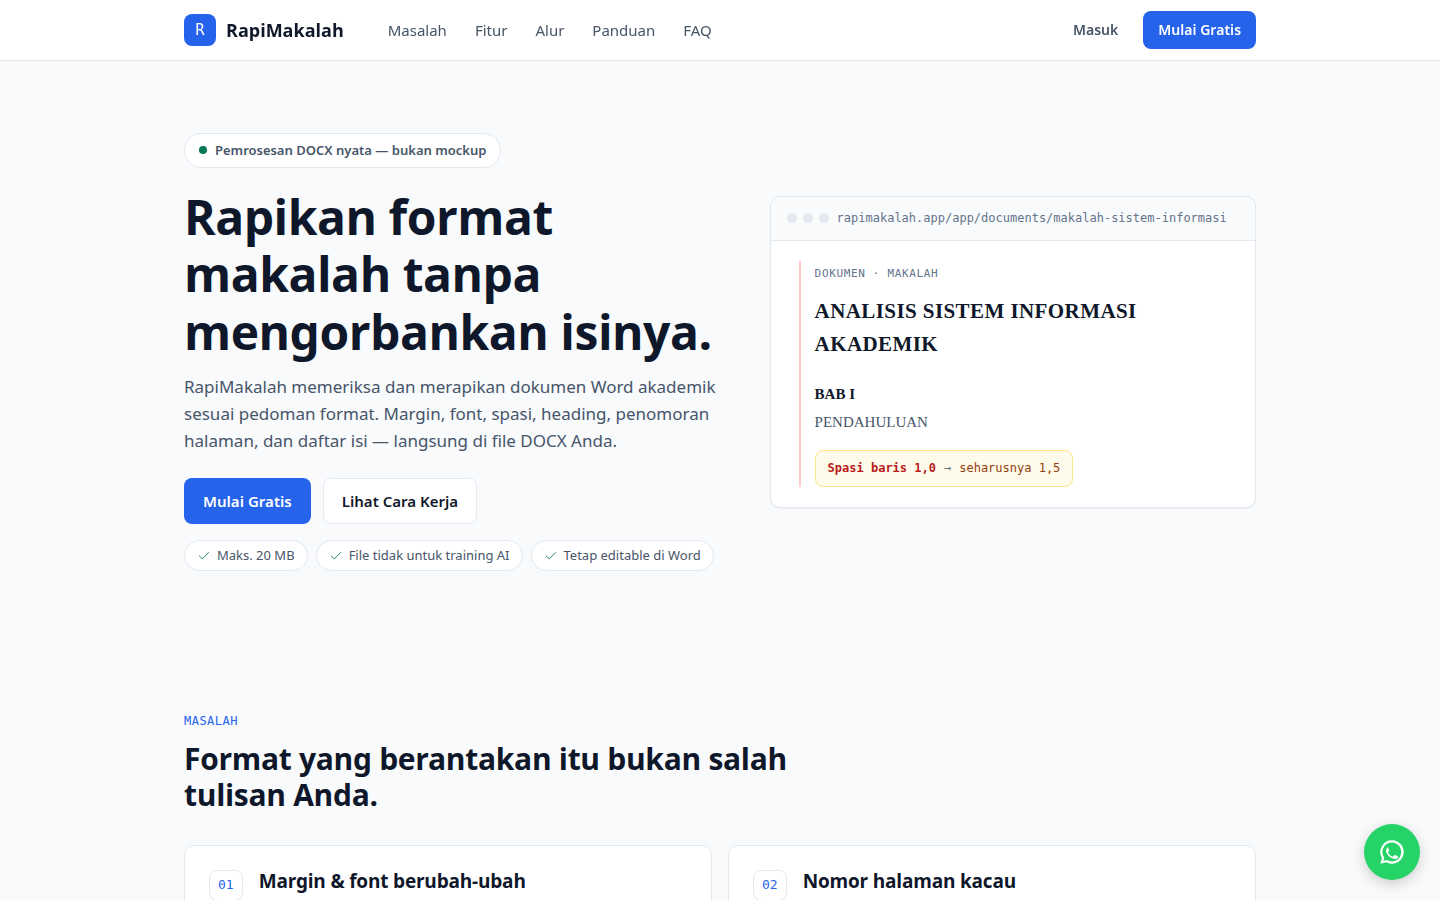 R RapiMakalah Masalah Fitur Alur Panduan FAQ Masuk Mulai Gratis
Pemrosesan DOCX nyata — bukan mockup
Rapikan format
makalah tanpa
mengorbankan isinya.
RapiMakalah memeriksa dan merapikan dokumen Word akademik
sesuai pedoman format. Margin, font, spasi, heading, penomoran
halaman, dan daftar isi — langsung di file DOCX Anda.
Mulai Gratis Lihat Cara Kerja
Maks. 20 MB File tidak untuk training AI Tetap editable di Word
rapimakalah.app/app/documents/makalah-sistem-informasi
DOKUMEN · MAKALAH
ANALISIS SISTEM INFORMASI
AKADEMIK
BAB I
PENDAHULUAN
Spasi baris 1,0 → seharusnya 1,5
MASALAH
Format yang berantakan itu bukan salah
tulisan Anda.
01 Margin & font berubah-ubah
02 Nomor halaman kacau